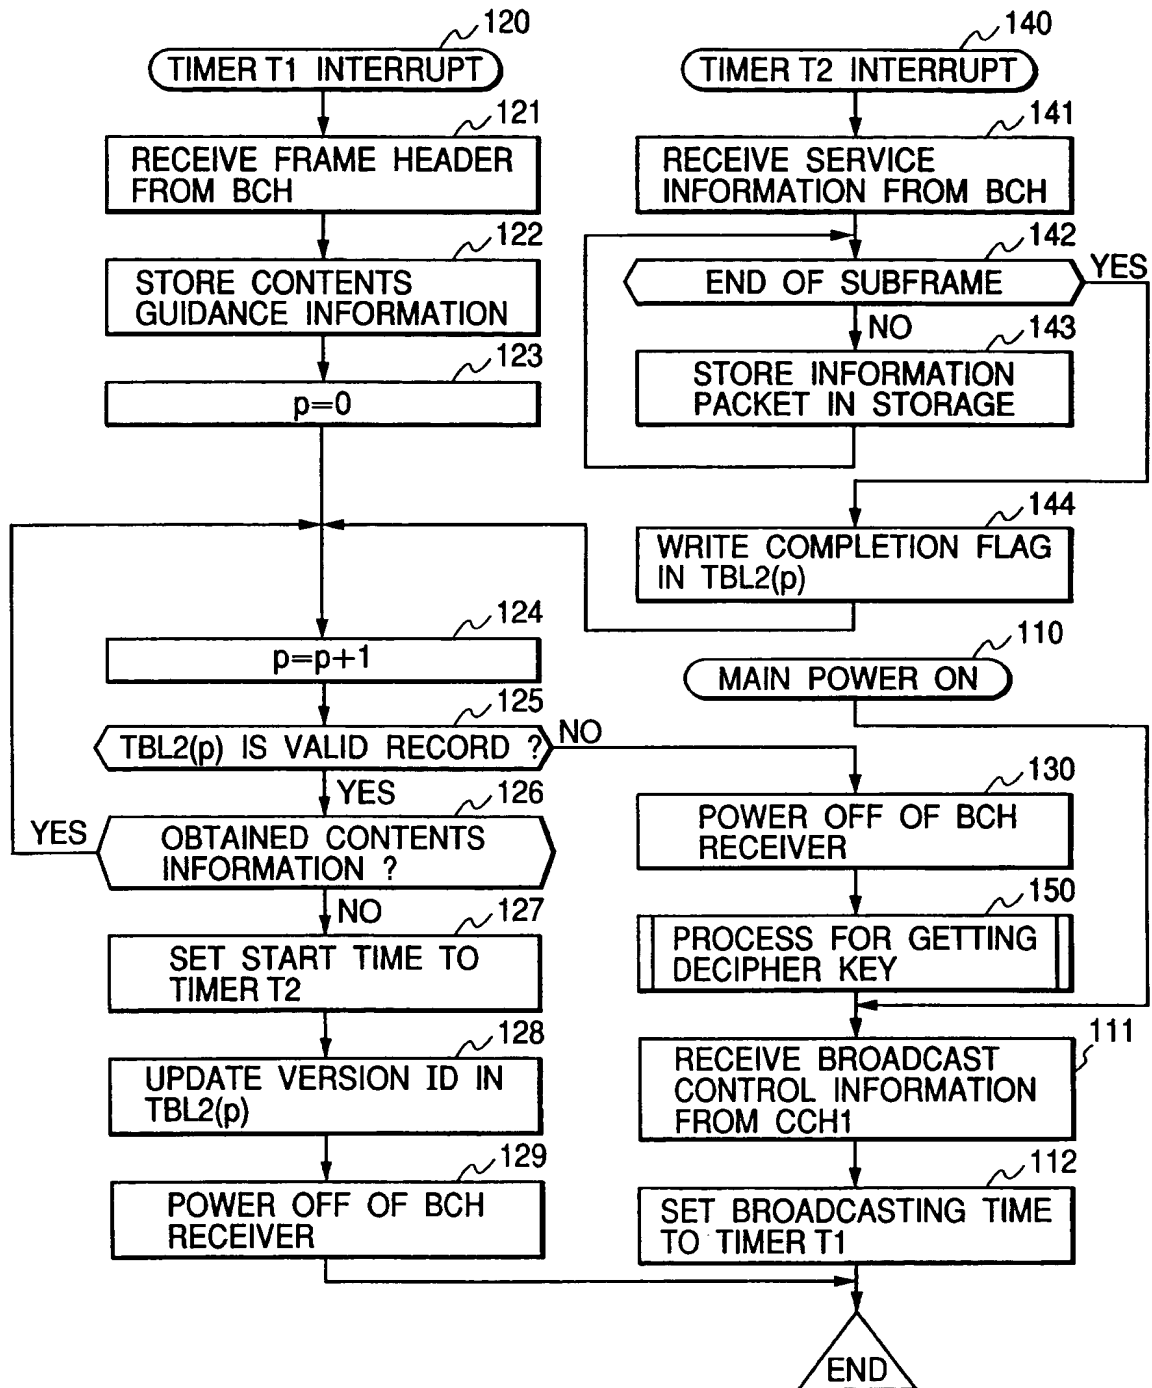 120
TIMER T1 INTERRUPT
121
RECEIVE FRAME HEADER
FROM BCH
122
STORE CONTENTS
GUIDANCE INFORMATION
123
p=0
124
p=p+1
125
TBL2(p) IS VALID RECORD ?
NO
YES
126
YES
OBTAINED CONTENTS
INFORMATION ?
NO
127
SET START TIME TO
TIMER T2
128
UPDATE VERSION ID IN
TBL2(p)
129
POWER OFF OF BCH
RECEIVER
140
TIMER T2 INTERRUPT
141
RECEIVE SERVICE
INFORMATION FROM BCH
142
END OF SUBFRAME
YES
NO
143
STORE INFORMATION
PACKET IN STORAGE
144
WRITE COMPLETION FLAG
IN TBL2(p)
110
MAIN POWER ON
130
POWER OFF OF BCH
RECEIVER
150
PROCESS FOR GETTING
DECIPHER KEY
111
RECEIVE BROADCAST
CONTROL INFORMATION
FROM CCH1
112
SET BROADCASTING TIME
TO TIMER T1
END